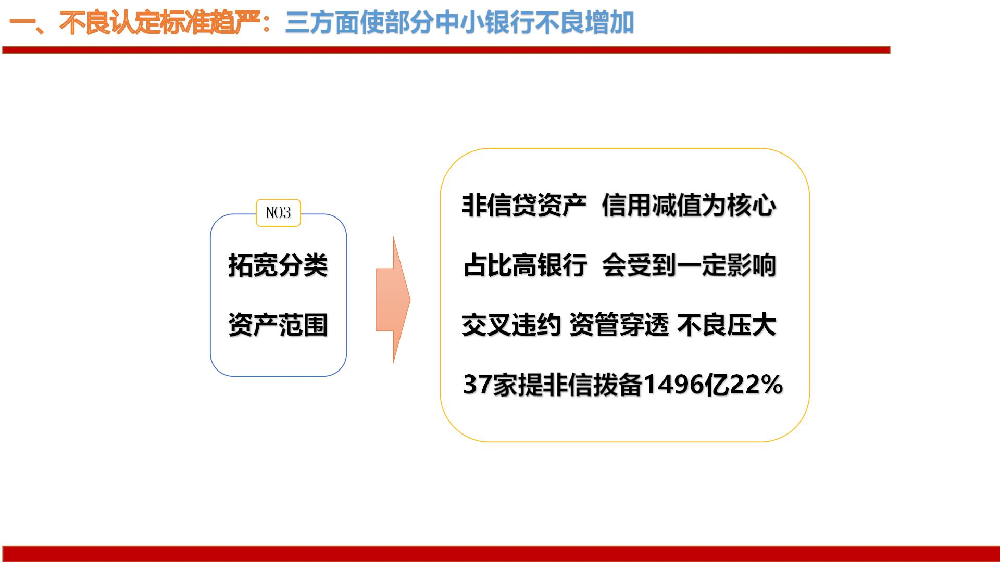 一、不良认定标准趋严：三方面使部分中小银行不良增加
NO3
拓宽分类
资产范围
非信贷资产 信用减值为核心
占比高银行 会受到一定影响
交叉违约 资管穿透 不良压大
37家提非信拨备1496亿22%